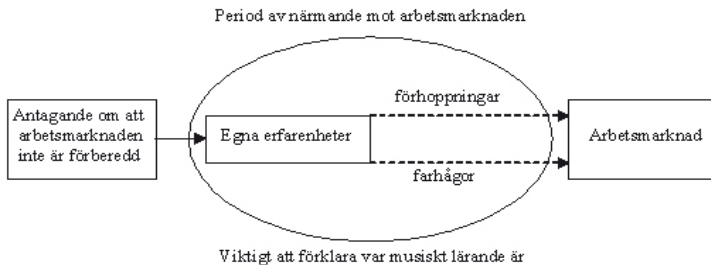 Period av närmande mot arbetsmarknaden
förhoppningar
Antagande om att
arbetsmarknaden
inte är förberedd
Egna erfarenheter
Arbetsmarknad
farhågor
Viktigt att förklara var musiskt lärande är